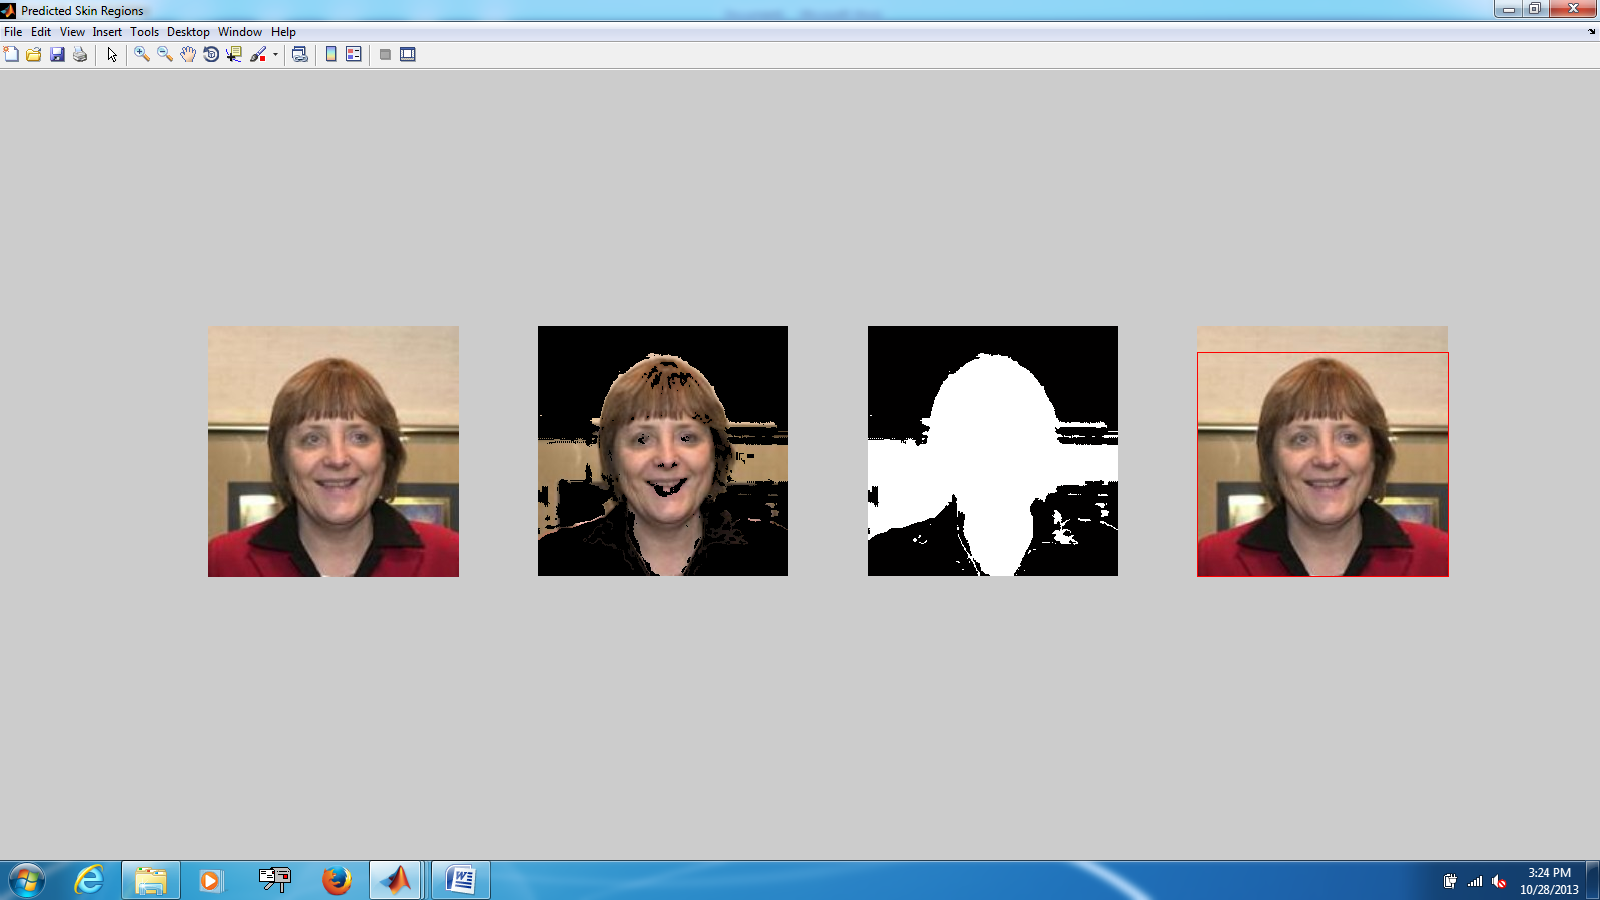 Predicted Skin Regions
File Edit View Insert Tools Desktop Window Help
3:24 PM
10/28/2013